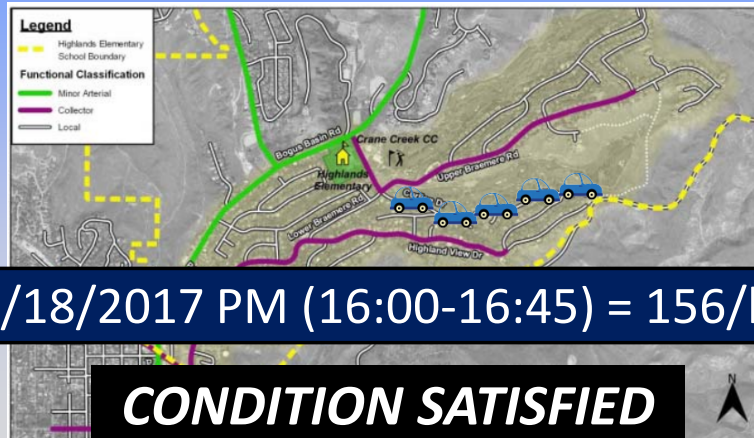 Legend
Highlands Elementary
School Boundary
Functional Classification
Minor Arterial
Collector
Local
Bogus Basin Rd
Crane Creek CC
Highlands
Elementary
Upper Braemere Rd
Lower Braemere Rd
Dr
Highland View Dr
/18/2017 PM (16:00-16:45) = 156/
CONDITION SATISFIED
N